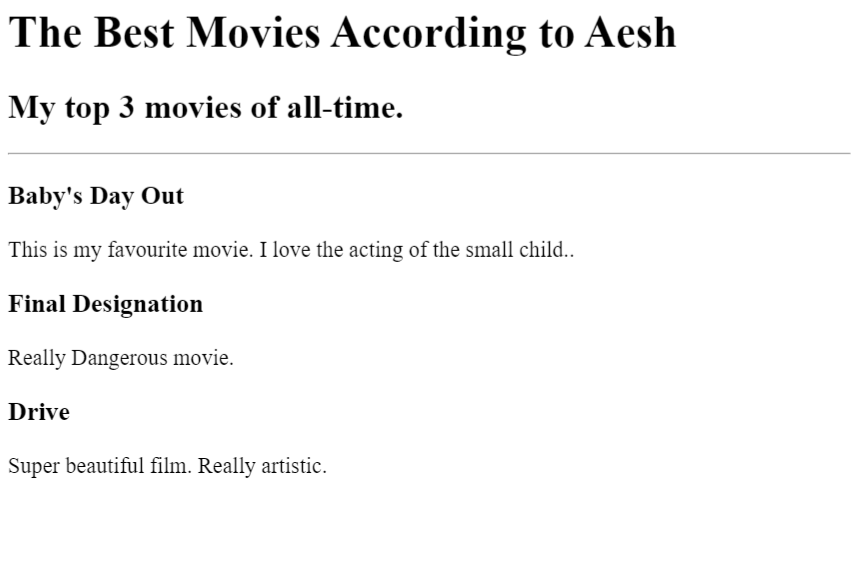 The Best Movies According to Aesh
My top 3 movies of all-time.
Baby's Day Out
This is my favourite movie. I love the acting of the small child..
Final Designation
Really Dangerous movie.
Drive
Super beautiful film. Really artistic.